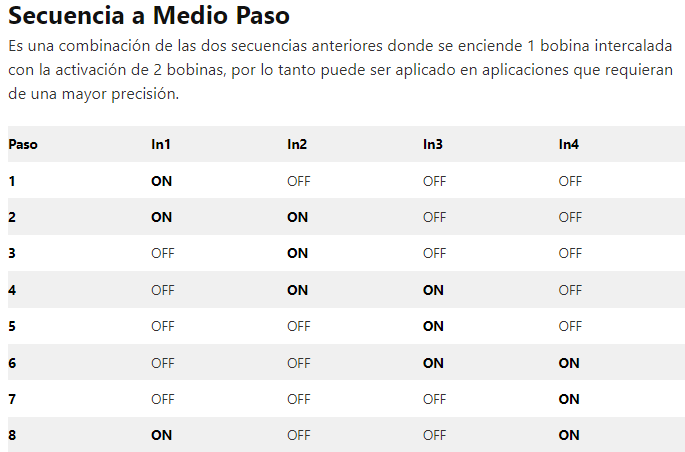 Secuencia a Medio Paso
Es una combinación de las dos secuencias anteriores donde se enciende 1 bobina intercalada
con la activación de 2 bobinas, por lo tanto puede ser aplicado en aplicaciones que requieran
de una mayor precisión.
Paso In1 In2 In3 In4
1 ON OFF OFF OFF
2 ON ON OFF OFF
3 OFF ON OFF OFF
4 OFF ON ON OFF
5 OFF OFF ON OFF
6 OFF OFF ON ON
7 OFF OFF OFF ON
8 ON OFF OFF ON